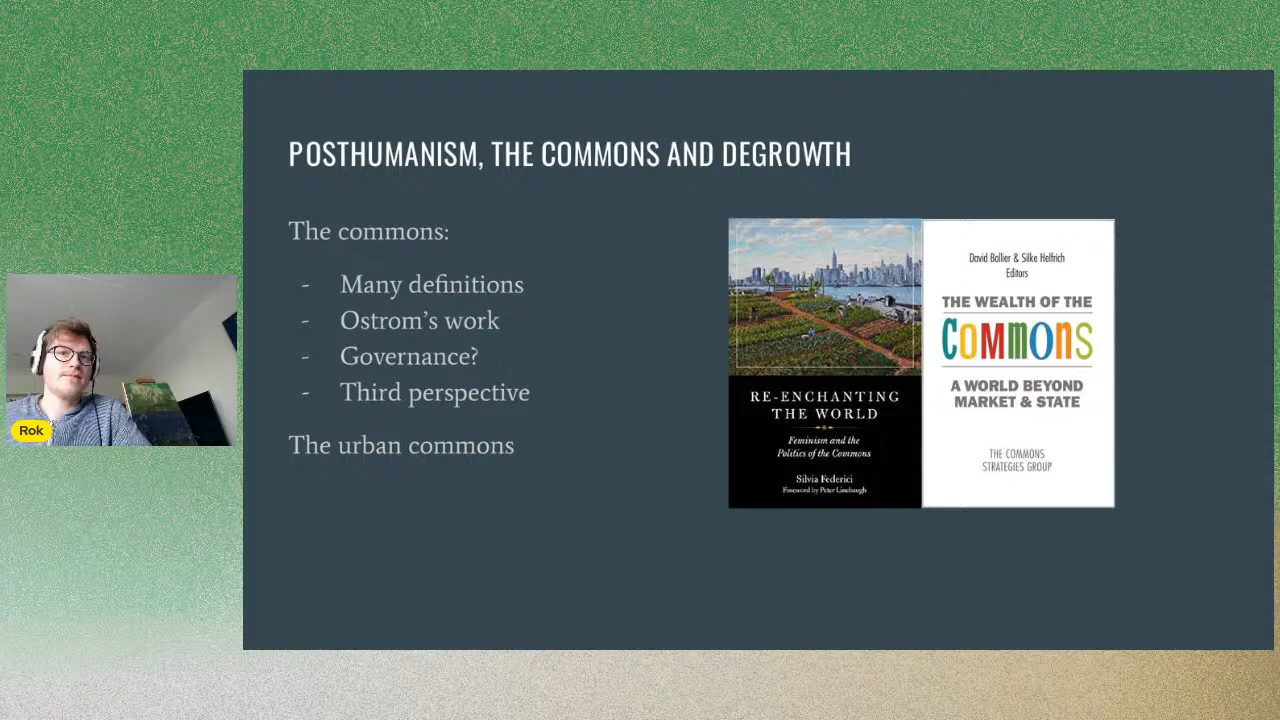 POSTHUMANISM, THE COMMONS AND DEGROWTH
The commons:
- Many definitions
- Ostrom's work
- Governance?
- Third perspective
The urban commons
RE-ENCHANTING
THE WORLD
Feminism and the
Politics of the Commons
Silvia Federici
Foreword by Peter Linebaugh
David Bollier & Silke Helfrich
Editors
THE WEALTH OF THE
COMMONS
A WORLD BEYOND
MARKET & STATE
THE COMMONS
STRATEGIES GROUP
Rok